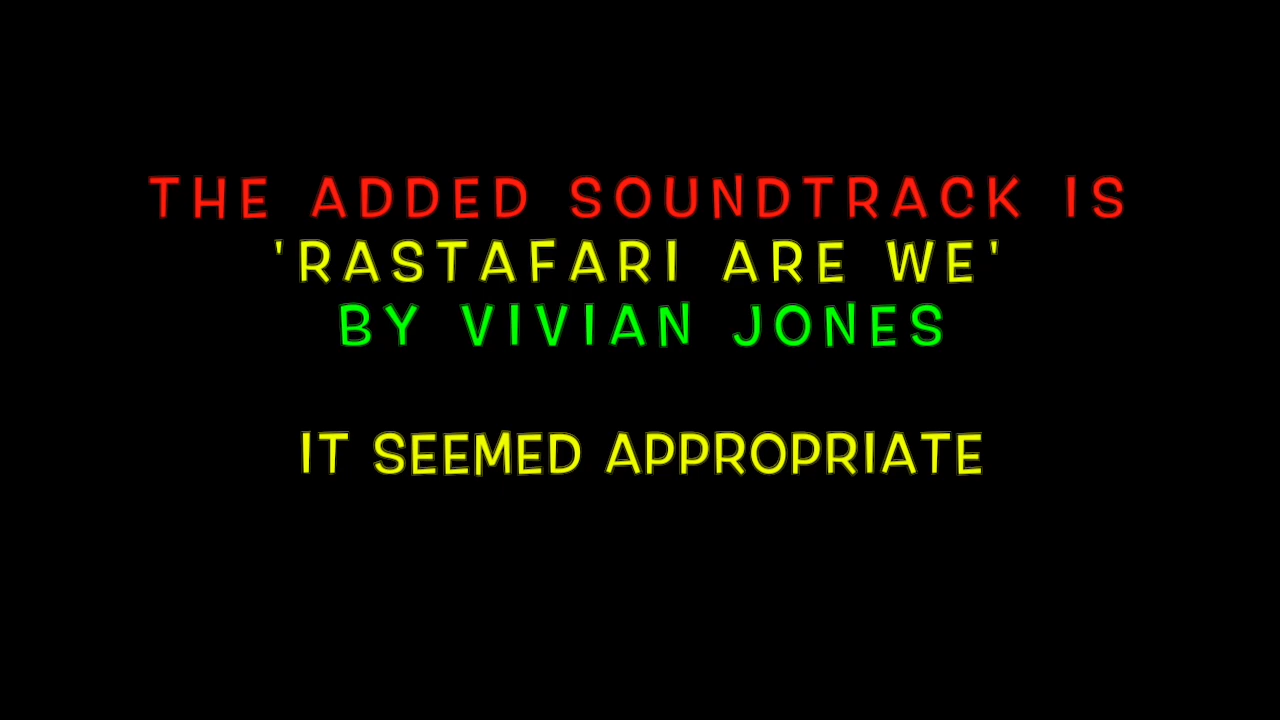 THE ADDED SOUNDTRACK IS
'RASTAFARI ARE WE'
BY VIVIAN JONES
IT SEEMED APPROPRIATE